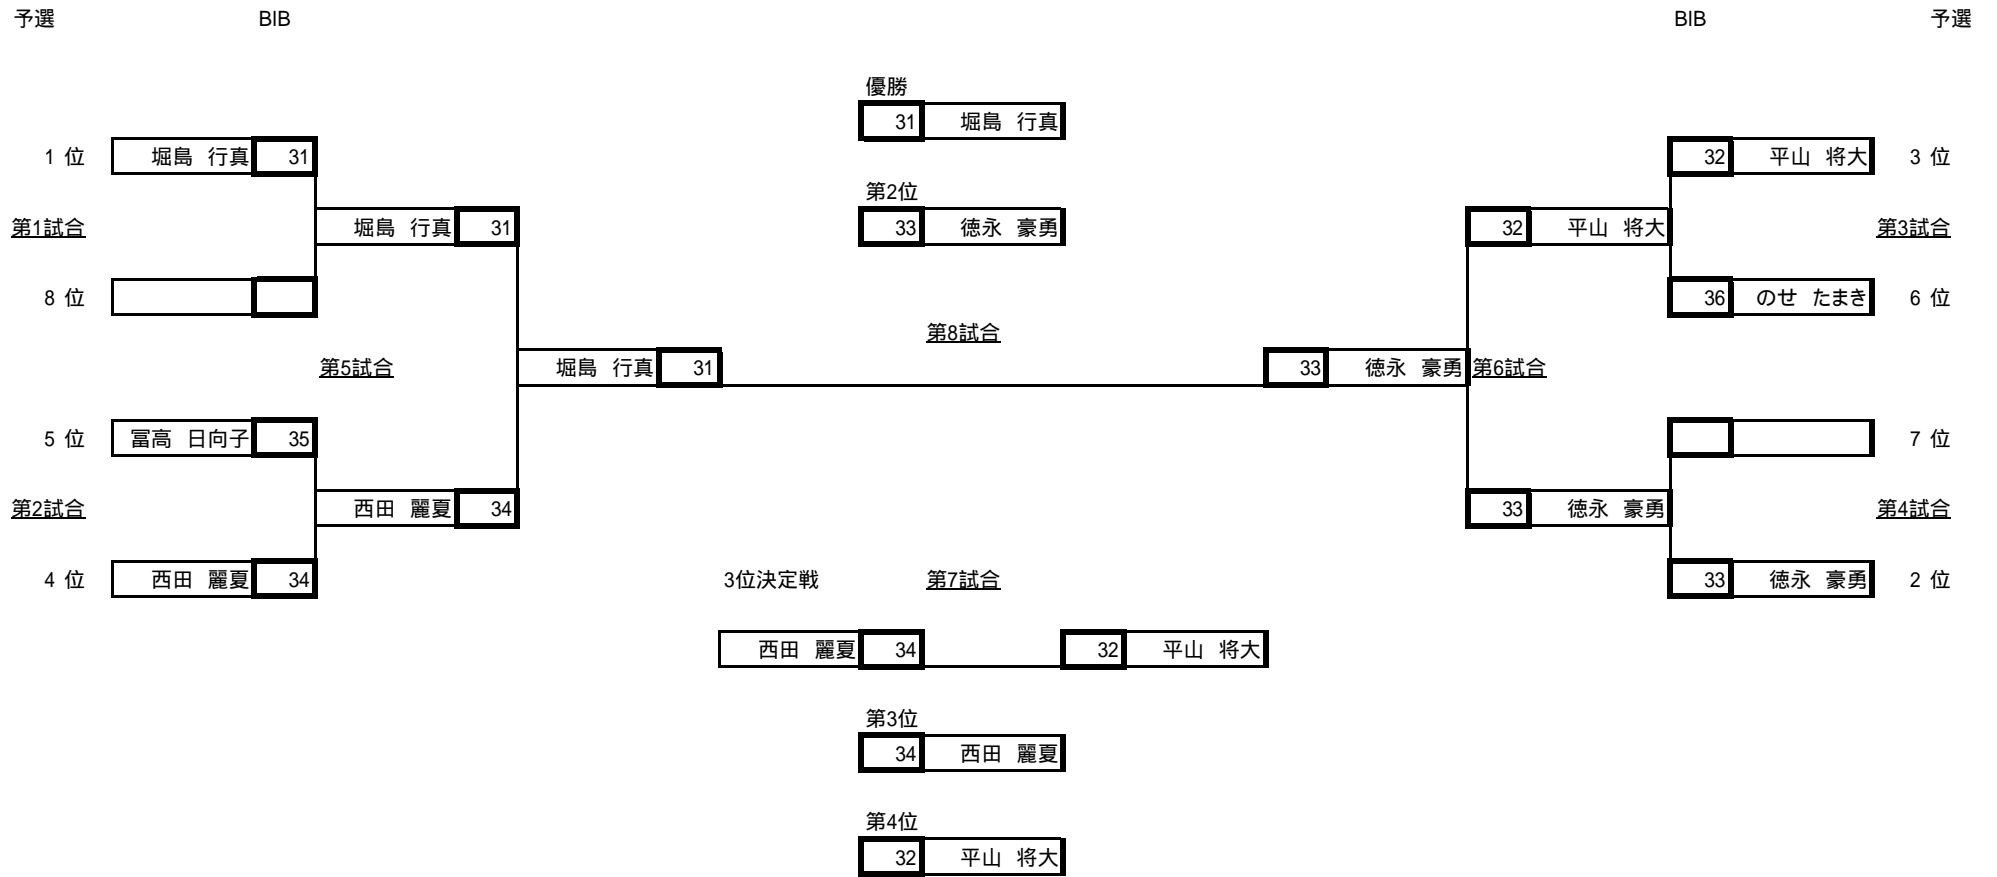 予選 BIB BIB 予選
優勝
31 堀島 行真
1 位 堀島 行真 31 32 平山 将大 3 位
第2位
第1試合 堀島 行真 31 33 徳永 豪勇 32 平山 将大 第3試合
8 位 36 のせ たまき 6 位
第8試合
第5試合 堀島 行真 31 33 徳永 豪勇 第6試合
5 位 冨高 日向子 35 7 位
第2試合 西田 麗夏 34 33 徳永 豪勇 第4試合
4 位 西田 麗夏 34 3位決定戦 第7試合 33 徳永 豪勇 2 位
西田 麗夏 34 32 平山 将大
第3位
34 西田 麗夏
第4位
32 平山 将大